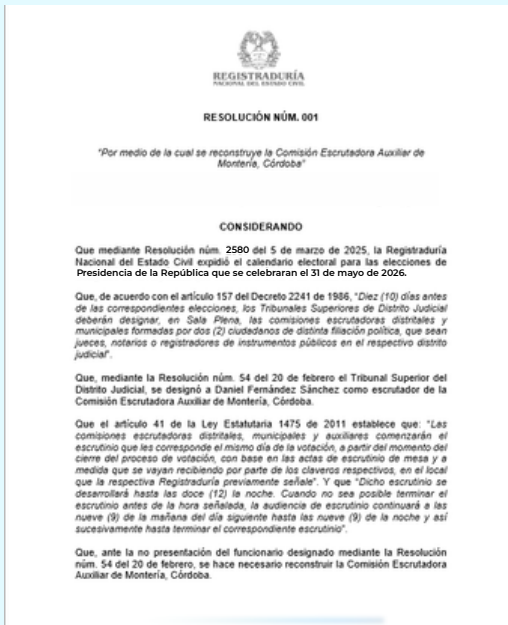 REGISTRADURÍA
NACIONAL DEL ESTADO CIVIL
RESOLUCIÓN NÚM. 001
"Por medio de la cual se reconstruye la Comisión Escrutadora Auxiliar de
Montería, Córdoba"
CONSIDERANDO
Que mediante Resolución núm. 2580 del 5 de marzo de 2025, la Registraduría
Nacional del Estado Civil expidió el calendario electoral para las elecciones de
Presidencia de la República que se celebraran el 31 de mayo de 2026.
Que, de acuerdo con el artículo 157 del Decreto 2241 de 1986, "Diez (10) días antes
de las correspondientes elecciones, los Tribunales Superiores de Distrito Judicial
deberán designar, en Sala Plena, las comisiones escrutadoras distritales y
municipales formadas por dos (2) ciudadanos de distinta filiación política, que sean
jueces, notarios o registradores de instrumentos públicos en el respectivo distrito
judicial".
Que, mediante la Resolución núm. 54 del 20 de febrero el Tribunal Superior del
Distrito Judicial, se designó a Daniel Fernández Sánchez como escrutador de la
Comisión Escrutadora Auxiliar de Montería, Córdoba.
Que el artículo 41 de la Ley Estatutaria 1475 de 2011 establece que: "Las
comisiones escrutadoras distritales, municipales y auxiliares comenzarán el
escrutinio que les corresponde el mismo día de la votación, a partir del momento del
cierre del proceso de votación, con base en las actas de escrutinio de mesa y a
medida que se vayan recibiendo por parte de los claveros respectivos, en el local
que la respectiva Registraduría previamente señale". Y que "Dicho escrutinio se
desarrollará hasta las doce (12) la noche. Cuando no sea posible terminar el
escrutinio antes de la hora señalada, la audiencia de escrutinio continuará a las
nueve (9) de la mañana del día siguiente hasta las nueve (9) de la noche y así
sucesivamente hasta terminar el correspondiente escrutinio".
Que, ante la no presentación del funcionario designado mediante la Resolución
núm. 54 del 20 de febrero, se hace necesario reconstruir la Comisión Escrutadora
Auxiliar de Montería, Córdoba.